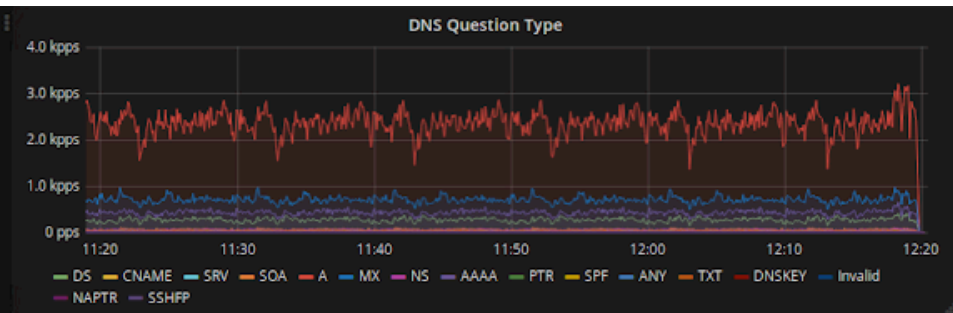 DNS Question Type
4.0 kpps
3.0 kpps
2.0 kpps
1.0 kpps
0 pps
11:20 11:30 11:40 11:50 12:00 12:10 12:20
DS CNAME SRV SOA A MX NS AAAA PTR SPF ANY TXT DNSKEY Invalid
NAPTR SSHFP